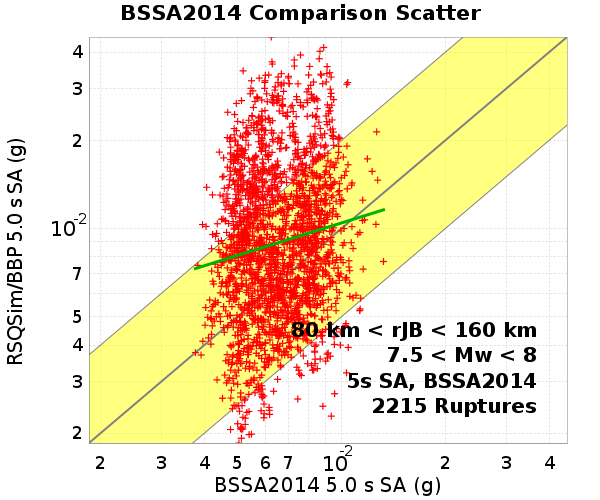 BSSA2014 Comparison Scatter
RSQSim/BBP 5.0 s SA (g)
4
3
2
10-2
7
5
4
3
2
80 km < rJB < 160 km
7.5 < Mw < 8
5s SA, BSSA2014
2215 Ruptures
2 3 4 5 6 7 10-2 2 3 4
BSSA2014 5.0 s SA (g)